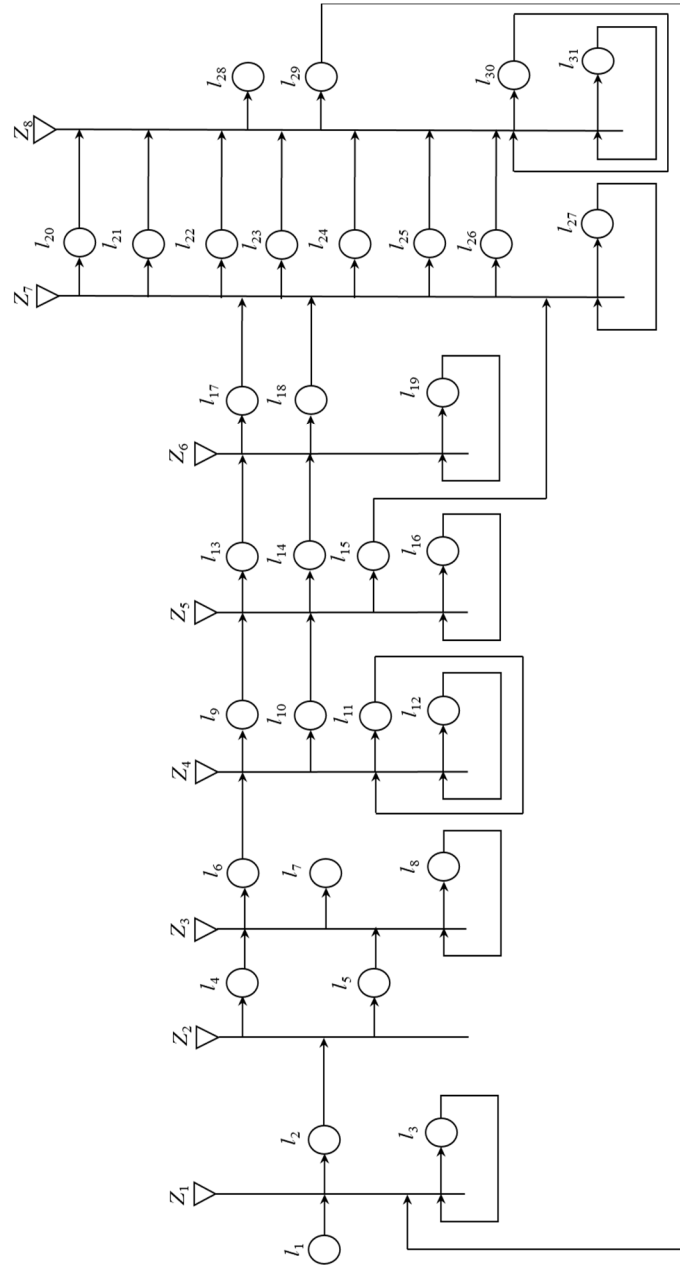 Z₁
Z₂
Z₃
Z₄
Z₅
Z₆
Z₇
Z₈
l₁
l₂
l₃
l₄
l₅
l₆
l₇
l₈
l₉
l₁₀
l₁₁
l₁₂
l₁₃
l₁₄
l₁₅
l₁₆
l₁₇
l₁₈
l₁₉
l₂₀
l₂₁
l₂₂
l₂₃
l₂₄
l₂₅
l₂₆
l₂₇
l₂₈
l₂₉
l₃₀
l₃₁